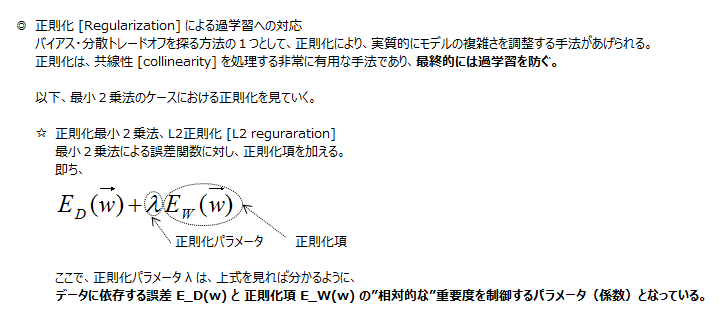 ◎ 正則化 [Regularization] による過学習への対応
バイアス・分散トレードオフを探る方法の１つとして、正則化により、実質的にモデルの複雑さを調整する手法があげられる。
正則化は、共線性 [collinearity] を処理する非常に有用な手法であり、最終的には過学習を防ぐ。
以下、最小２乗法のケースにおける正則化を見ていく。
☆ 正則化最小２乗法、L2正則化 [L2 reguraration]
最小２乗法による誤差関数に対し、正則化項を加える。
即ち、
E_D(w⃗)+λE_W(w⃗)
正則化パラメータ 正則化項
ここで、正則化パラメータλは、上式を見れば分かるように、
データに依存する誤差 E_D(w) と 正則化項 E_W(w) の”相対的な”重要度を制御するパラメータ（係数）となっている。